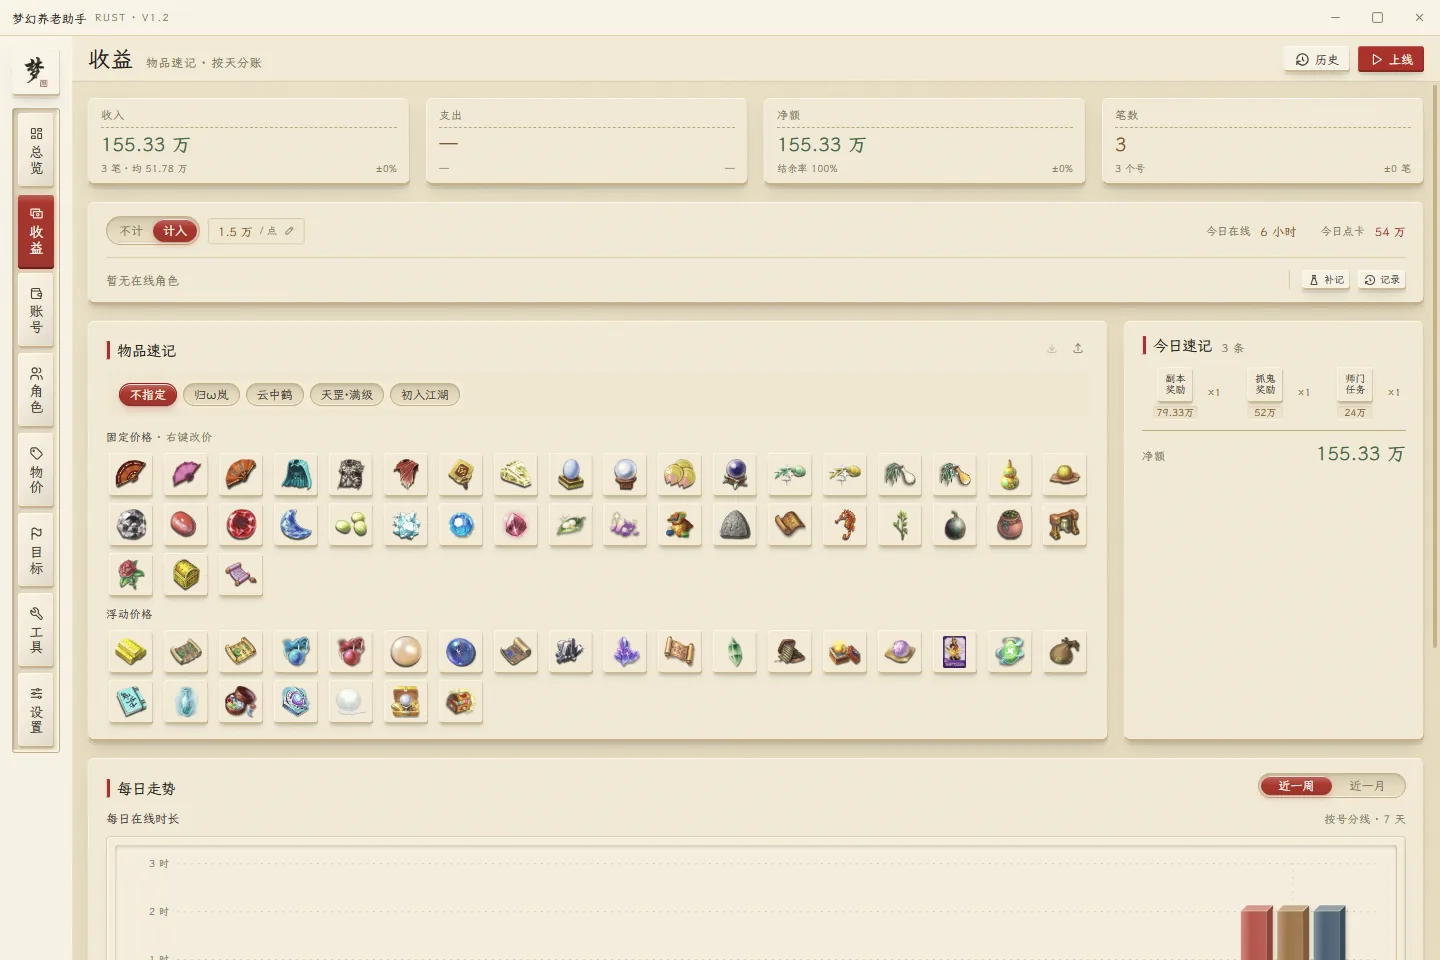 梦幻养老助手 RUST · V1.2
梦
收益 物品速记 · 按天分账
历史
上线
总览
收益
账号
角色
物价
目标
工具
设置
收入
155.33 万
3 笔 · 均 51.78 万 ±0%
支出
—
— —
净额
155.33 万
结余率 100% ±0%
笔数
3
3 个号 ±0 笔
不计 计入 1.5 万 / 点
今日在线 6 小时 今日点卡 54 万
暂无在线角色
补记 记录
物品速记
不指定 归ω岚 云中鹤 天罡•满级 初入江湖
固定价格 · 右键改价
浮动价格
今日速记 3 条
副本奖励 ×1 79.33万
抓鬼奖励 ×1 52万
师门任务 ×1 24万
净额 155.33 万
每日走势
近一周 近一月
每日在线时长 按号分线 · 7 天
3 时
2 时
1 时